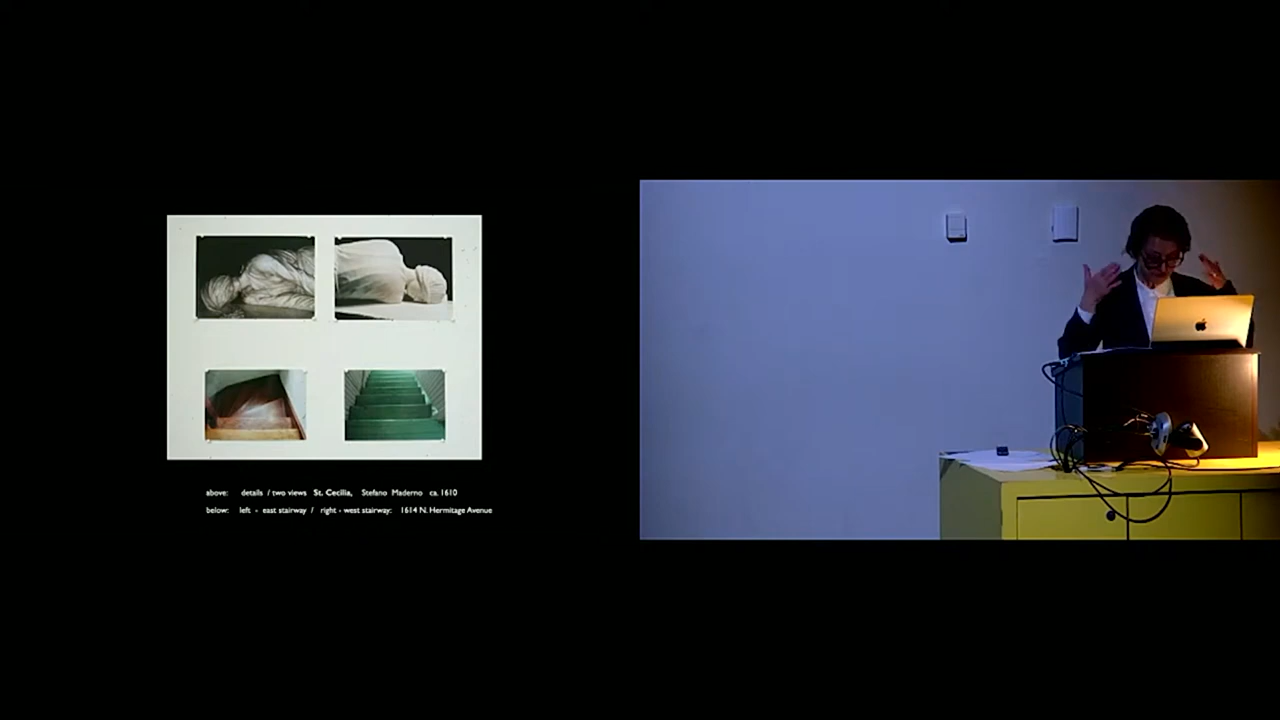 above: details / two views St. Cecilia, Stefano Maderno ca. 1610
below: left - east stairway / right - west stairway: 1614 N. Hermitage Avenue